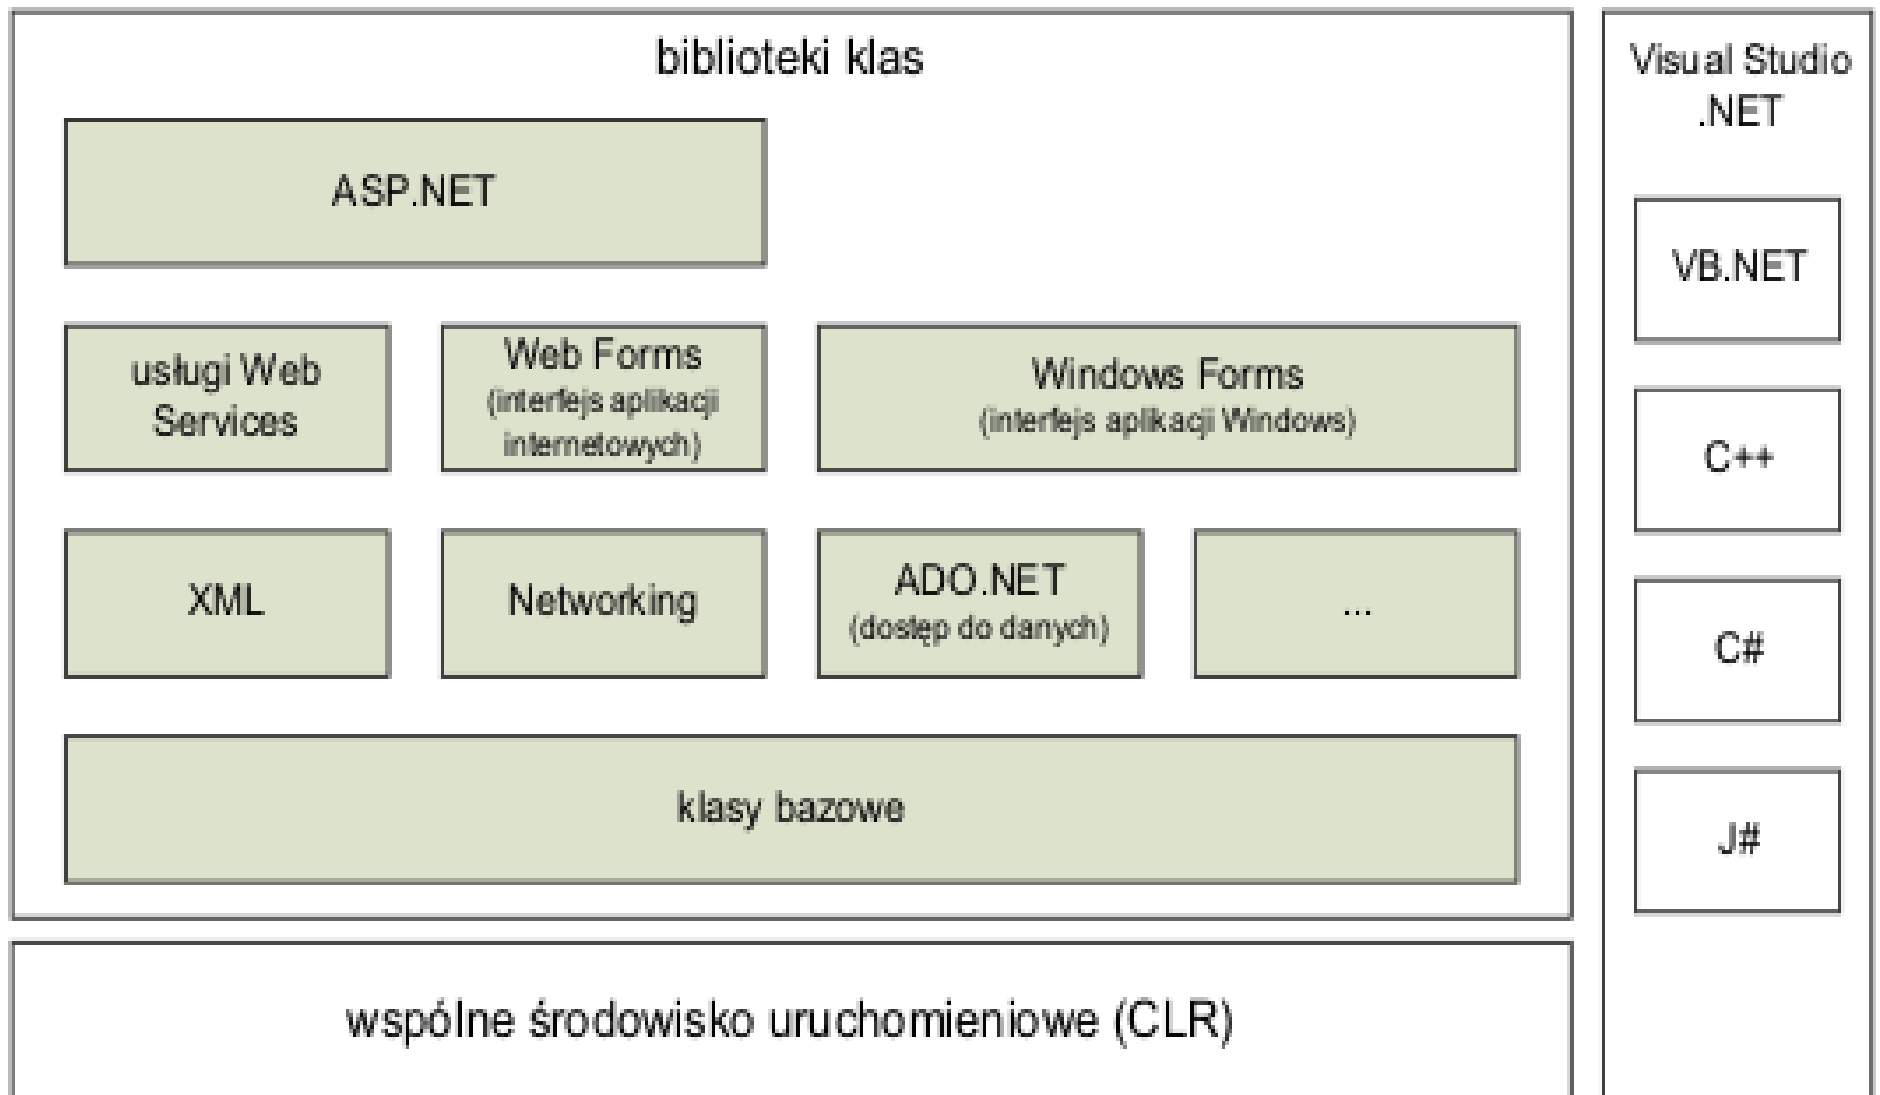 biblioteki klas
ASP.NET
usługi Web
Services
Web Forms
(interfejs aplikacji
internetowych)
Windows Forms
(interfejs aplikacji Windows)
XML
Networking
ADO.NET
(dostęp do danych)
...
klasy bazowe
wspólne środowisko uruchomieniowe (CLR)
Visual Studio
.NET
VB.NET
C++
C#
J#